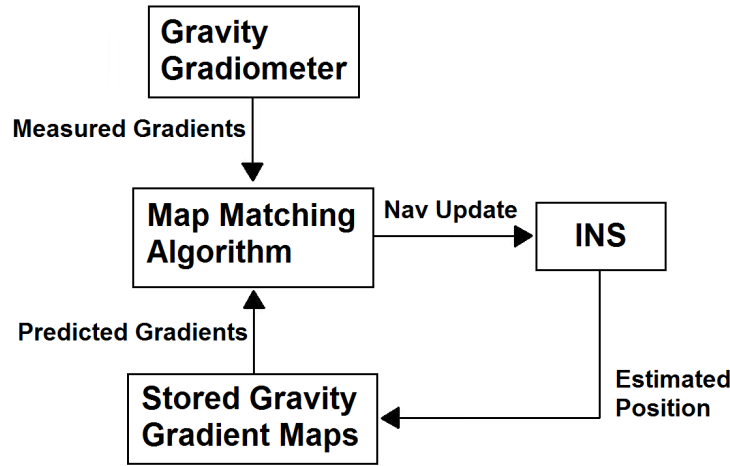 Gravity
Gradiometer
Measured Gradients
Map Matching
Algorithm
Nav Update
INS
Predicted Gradients
Stored Gravity
Gradient Maps
Estimated
Position